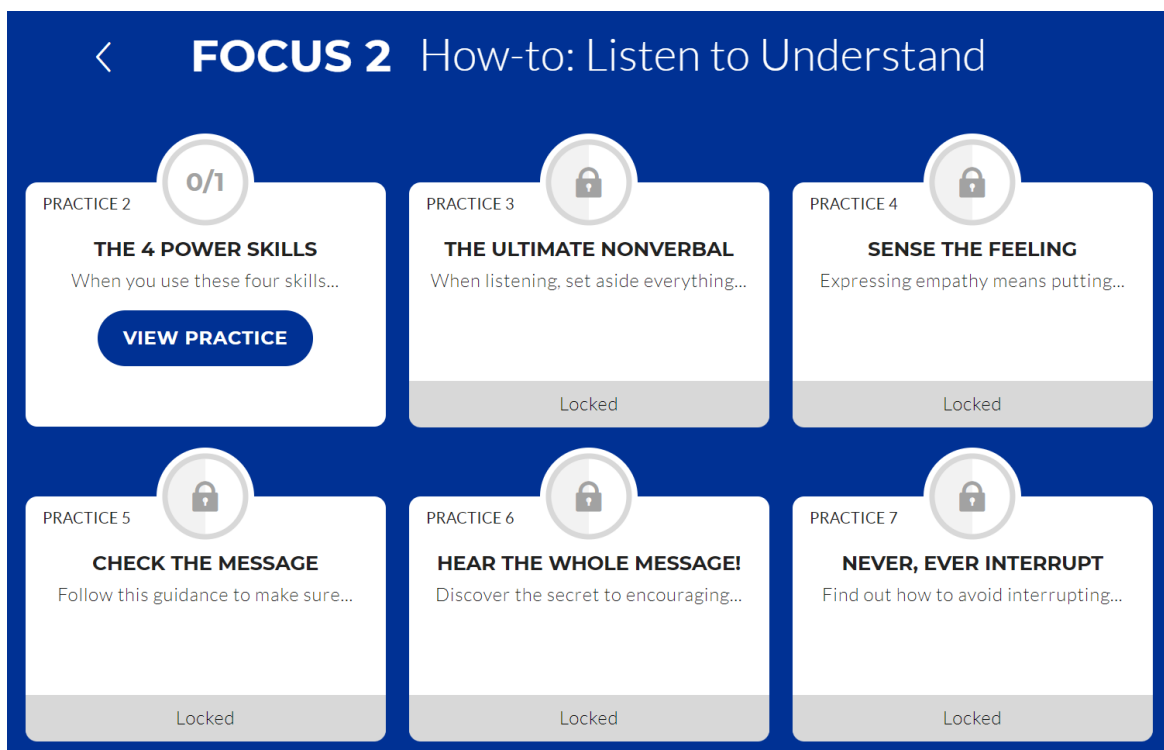 FOCUS 2 How-to: Listen to Understand
0/1
PRACTICE 2
THE 4 POWER SKILLS
When you use these four skills...
VIEW PRACTICE
PRACTICE 3
THE ULTIMATE NONVERBAL
When listening, set aside everything...
Locked
PRACTICE 4
SENSE THE FEELING
Expressing empathy means putting...
Locked
PRACTICE 5
CHECK THE MESSAGE
Follow this guidance to make sure...
Locked
PRACTICE 6
HEAR THE WHOLE MESSAGE!
Discover the secret to encouraging...
Locked
PRACTICE 7
NEVER, EVER INTERRUPT
Find out how to avoid interrupting...
Locked